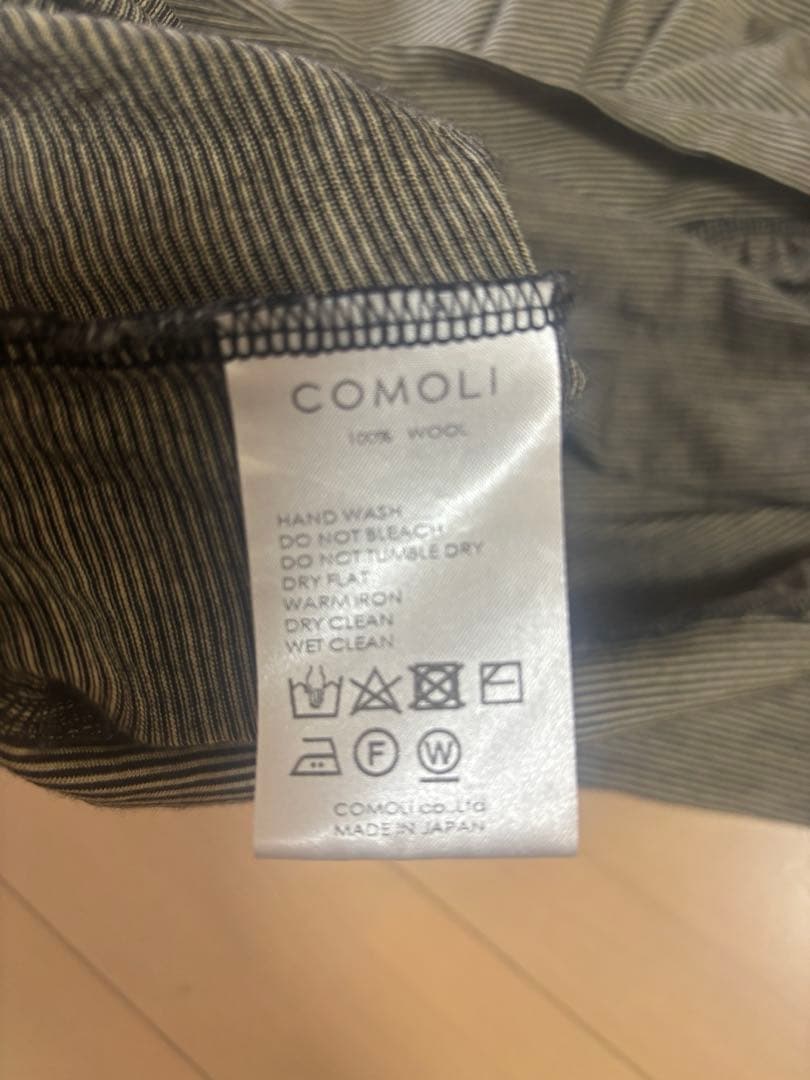 COMOLI
100% WOOL
HAND WASH
DO NOT BLEACH
DO NOT TUMBLE DRY
DRY FLAT
WARM IRON
DRY CLEAN
WET CLEAN
F W
COMOLI co.,Ltd
MADE IN JAPAN